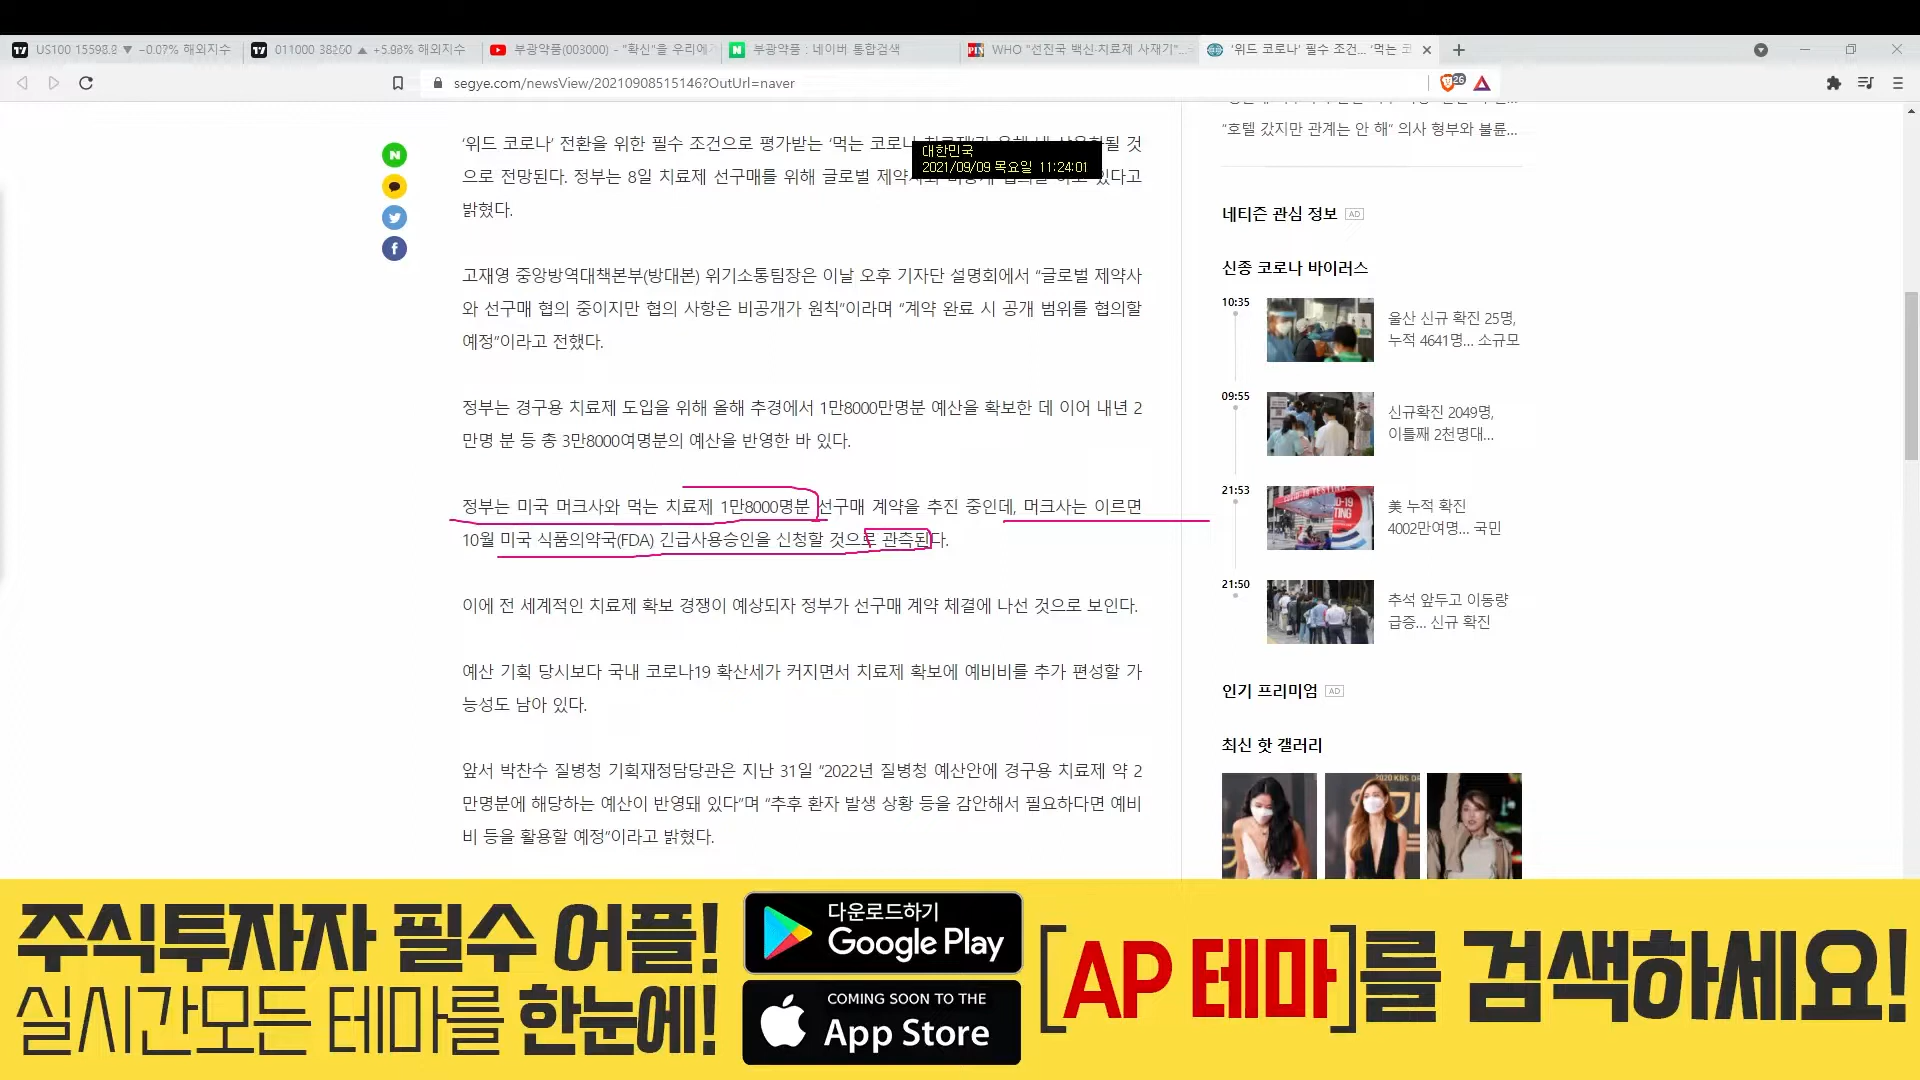 US100 15598.2 ▼ −0.07% 해외지수
011000 38250 ▲ +5.96% 해외지수
부광약품(003000) - "확신"을 우리에게
부광약품 : 네이버 통합검색
WHO "선진국 백신·치료제 사재기"...
'위드 코로나' 필수 조건... '먹는 코
segye.com/newsView/20210908515146?OutUrl=naver
26
'위드 코로나' 전환을 위한 필수 조건으로 평가받는 '먹는 코로나
될 것
대한민국
2021/09/09 목요일 11:24:01
으로 전망된다. 정부는 8일 치료제 선구매를 위해 글로벌 제약사와
있다고
밝혔다.
고재영 중앙방역대책본부(방대본) 위기소통팀장은 이날 오후 기자단 설명회에서 "글로벌 제약사
와 선구매 협의 중이지만 협의 사항은 비공개가 원칙"이라며 "계약 완료 시 공개 범위를 협의할
예정"이라고 전했다.
정부는 경구용 치료제 도입을 위해 올해 추경에서 1만8000만명분 예산을 확보한 데 이어 내년 2
만명 분 등 총 3만8000여명분의 예산을 반영한 바 있다.
정부는 미국 머크사와 먹는 치료제 1만8000명분 선구매 계약을 추진 중인데, 머크사는 이르면
10월 미국 식품의약국(FDA) 긴급사용승인을 신청할 것으로 관측된다.
이에 전 세계적인 치료제 확보 경쟁이 예상되자 정부가 선구매 계약 체결에 나선 것으로 보인다.
예산 기획 당시보다 국내 코로나19 확산세가 커지면서 치료제 확보에 예비비를 추가 편성할 가
능성도 남아 있다.
앞서 박찬수 질병청 기획재정담당관은 지난 31일 "2022년 질병청 예산안에 경구용 치료제 약 2
만명분에 해당하는 예산이 반영돼 있다"며 "추후 환자 발생 상황 등을 감안해서 필요하다면 예비
비 등을 활용할 예정"이라고 밝혔다.
"호텔 갔지만 관계는 안 해" 의사 형부와 불륜...
네티즌 관심 정보 AD
신종 코로나 바이러스
10:35
울산 신규 확진 25명,
누적 4641명... 소규모
09:55
신규확진 2049명,
이틀째 2천명대...
21:53
美 누적 확진
4002만여명... 국민
21:50
추석 앞두고 이동량
급증... 신규 확진
인기 프리미엄 AD
최신 핫 갤러리
주식투자자 필수 어플!
실시간모든 테마를 한눈에!
다운로드하기
Google Play
COMING SOON TO THE
App Store
[AP 테마]를 검색하세요!